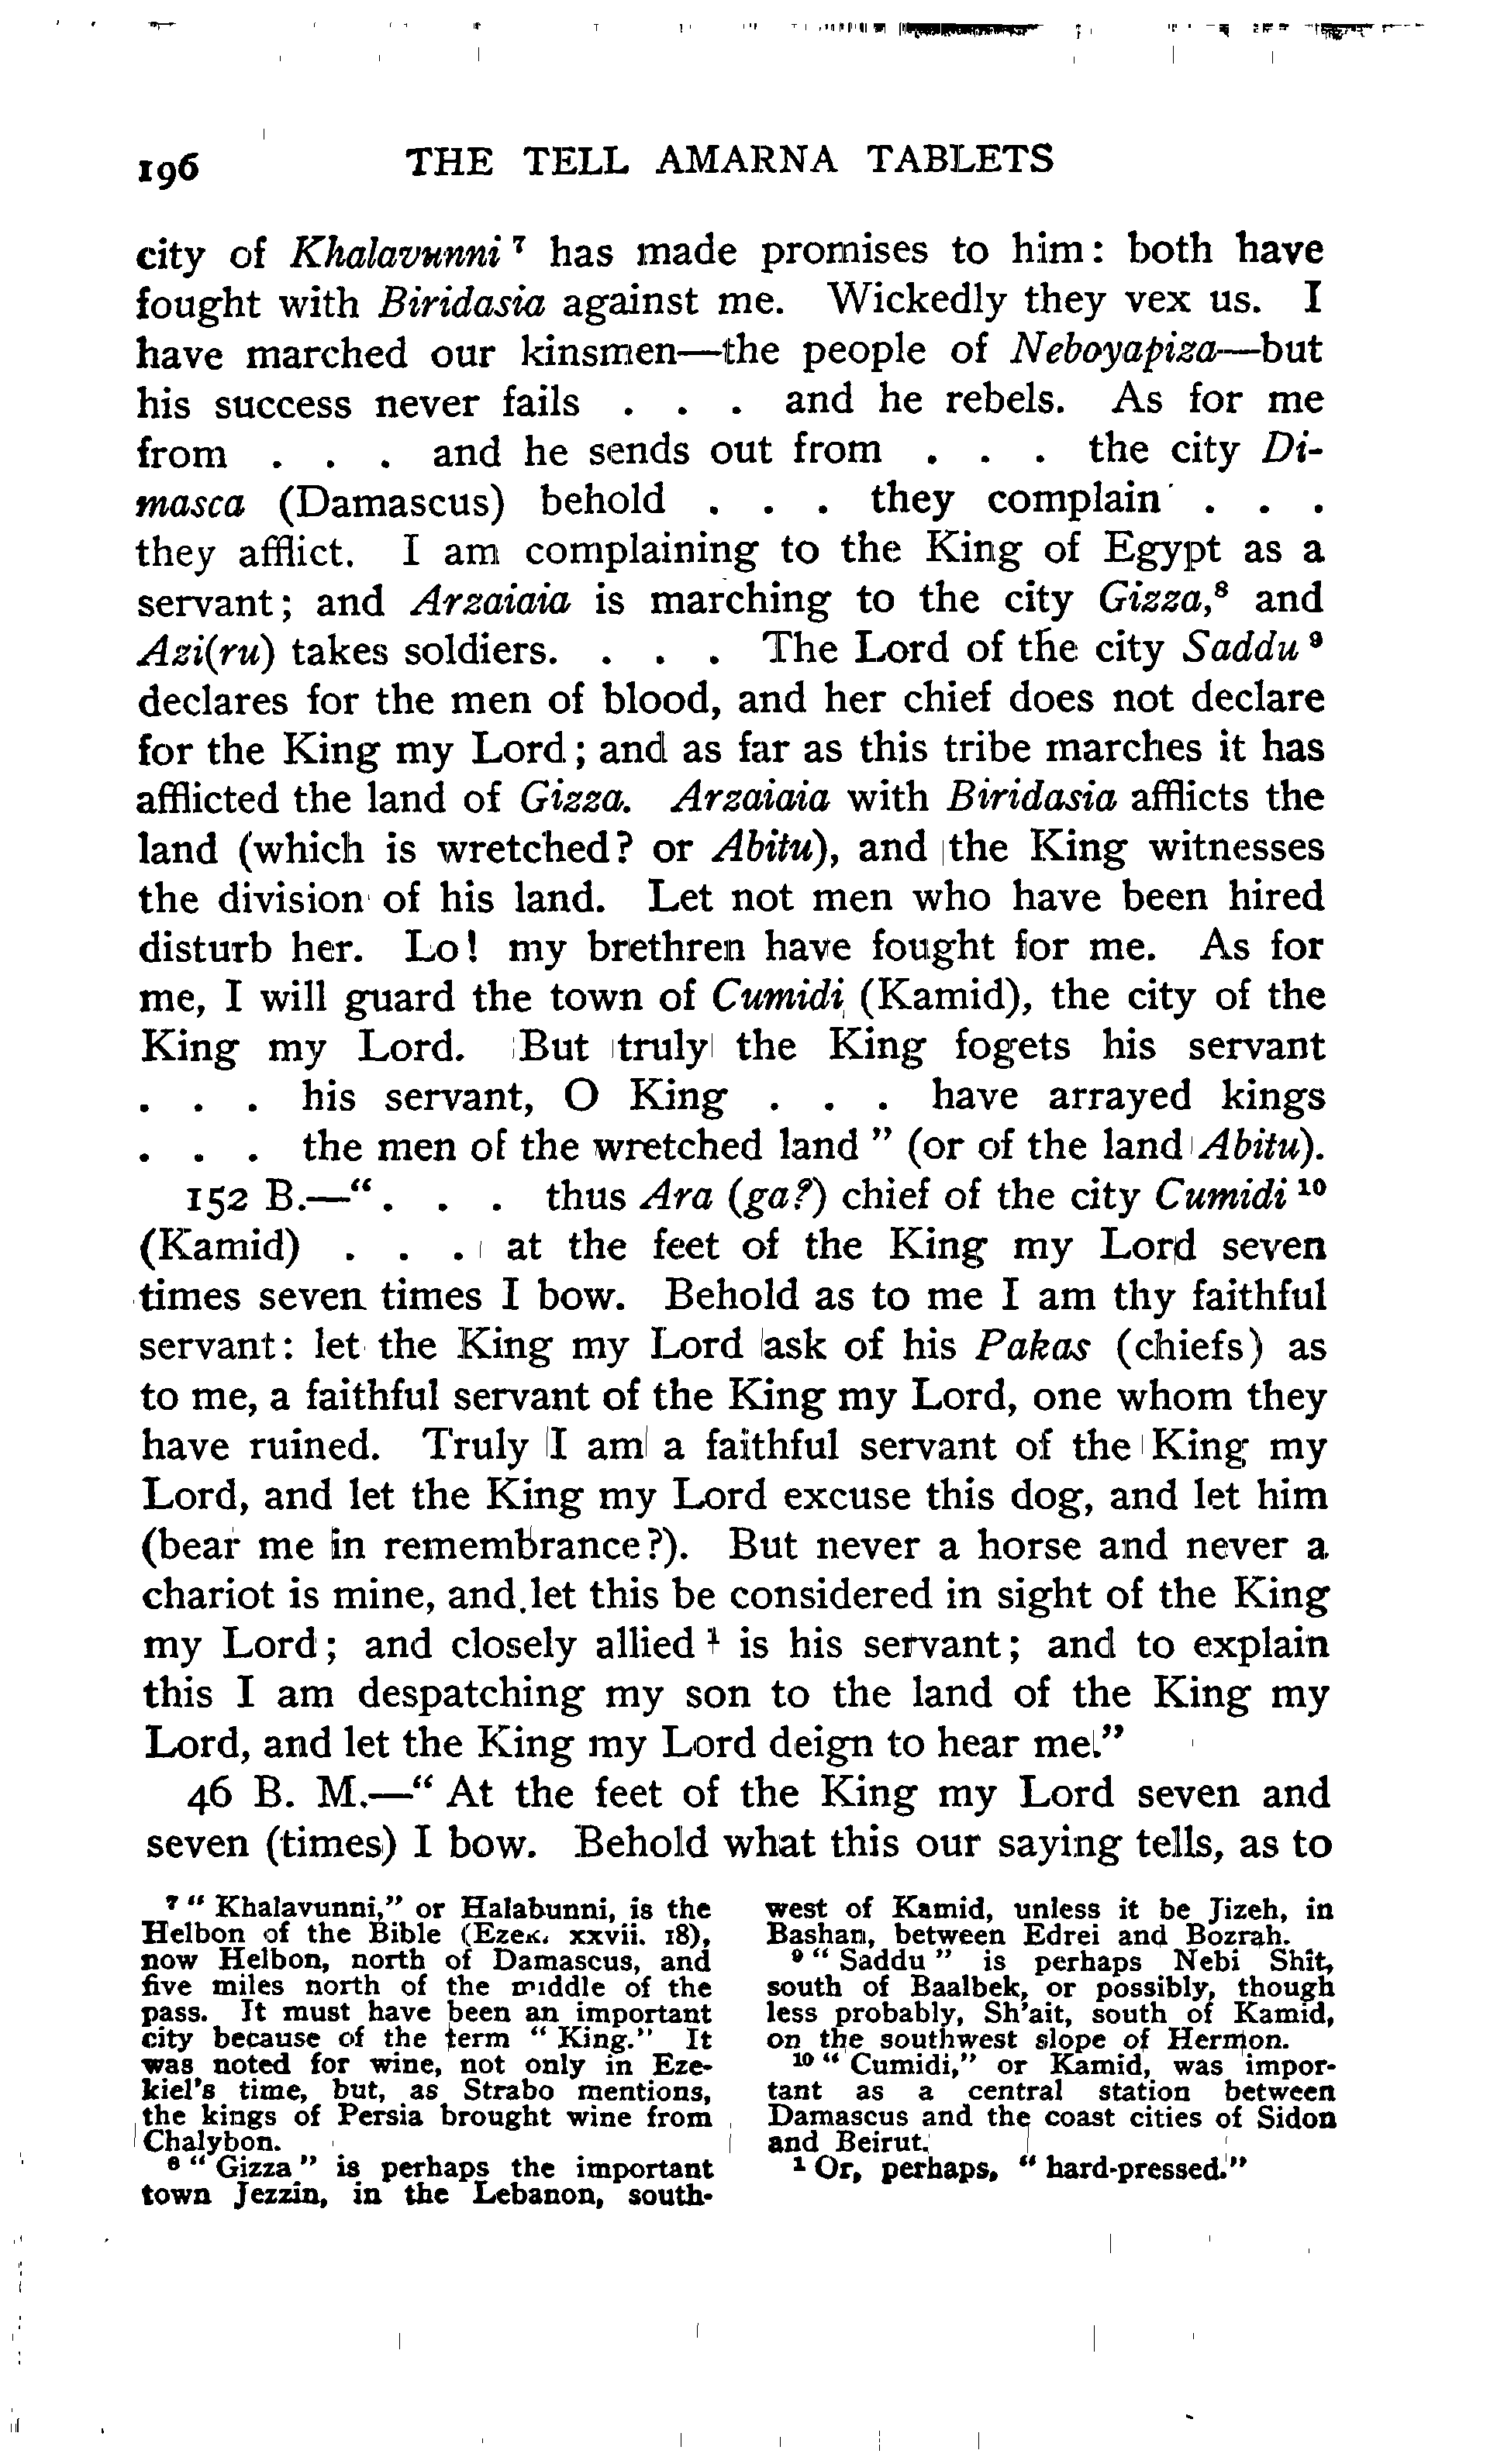 196 THE TELL AMARNA TABLETS
city of Khalavunni ⁷ has made promises to him: both have
fought with Biridasia against me. Wickedly they vex us. I
have marched our kinsmen—the people of Neboyapiza—but
his success never fails . . . and he rebels. As for me
from . . . and he sends out from . . . the city Di-
masca (Damascus) behold . . . they complain . . .
they afflict. I am complaining to the King of Egypt as a
servant; and Arzaiaia is marching to the city Gizza,⁸ and
Azi(ru) takes soldiers. . . . The Lord of the city Saddu ⁹
declares for the men of blood, and her chief does not declare
for the King my Lord; and as far as this tribe marches it has
afflicted the land of Gizza. Arzaiaia with Biridasia afflicts the
land (which is wretched? or Abitu), and the King witnesses
the division of his land. Let not men who have been hired
disturb her. Lo! my brethren have fought for me. As for
me, I will guard the town of Cumidi (Kamid), the city of the
King my Lord. But truly the King fogets his servant
. . . his servant, O King . . . have arrayed kings
. . . the men of the wretched land" (or of the land Abitu).
152 B.—". . . thus Ara (ga?) chief of the city Cumidi ¹⁰
(Kamid) . . . at the feet of the King my Lord seven
times seven times I bow. Behold as to me I am thy faithful
servant: let the King my Lord ask of his Pakas (chiefs) as
to me, a faithful servant of the King my Lord, one whom they
have ruined. Truly I am a faithful servant of the King my
Lord, and let the King my Lord excuse this dog, and let him
(bear me in remembrance?). But never a horse and never a
chariot is mine, and let this be considered in sight of the King
my Lord; and closely allied ¹ is his servant; and to explain
this I am despatching my son to the land of the King my
Lord, and let the King my Lord deign to hear me."
46 B. M.—"At the feet of the King my Lord seven and
seven (times) I bow. Behold what this our saying tells, as to
⁷ "Khalavunni," or Halabunni, is the
Helbon of the Bible (Ezek. xxvii. 18),
now Helbon, north of Damascus, and
five miles north of the middle of the
pass. It must have been an important
city because of the term "King." It
was noted for wine, not only in Eze-
kiel's time, but, as Strabo mentions,
the kings of Persia brought wine from
Chalybon.
⁸ "Gizza" is perhaps the important
town Jezzin, in the Lebanon, south-
west of Kamid, unless it be Jizeh, in
Bashan, between Edrei and Bozrah.
⁹ "Saddu" is perhaps Nebi Shit,
south of Baalbek, or possibly, though
less probably, Sh'ait, south of Kamid,
on the southwest slope of Hermon.
¹⁰ "Cumidi," or Kamid, was impor-
tant as a central station between
Damascus and the coast cities of Sidon
and Beirut.
¹ Or, perhaps, "hard-pressed."